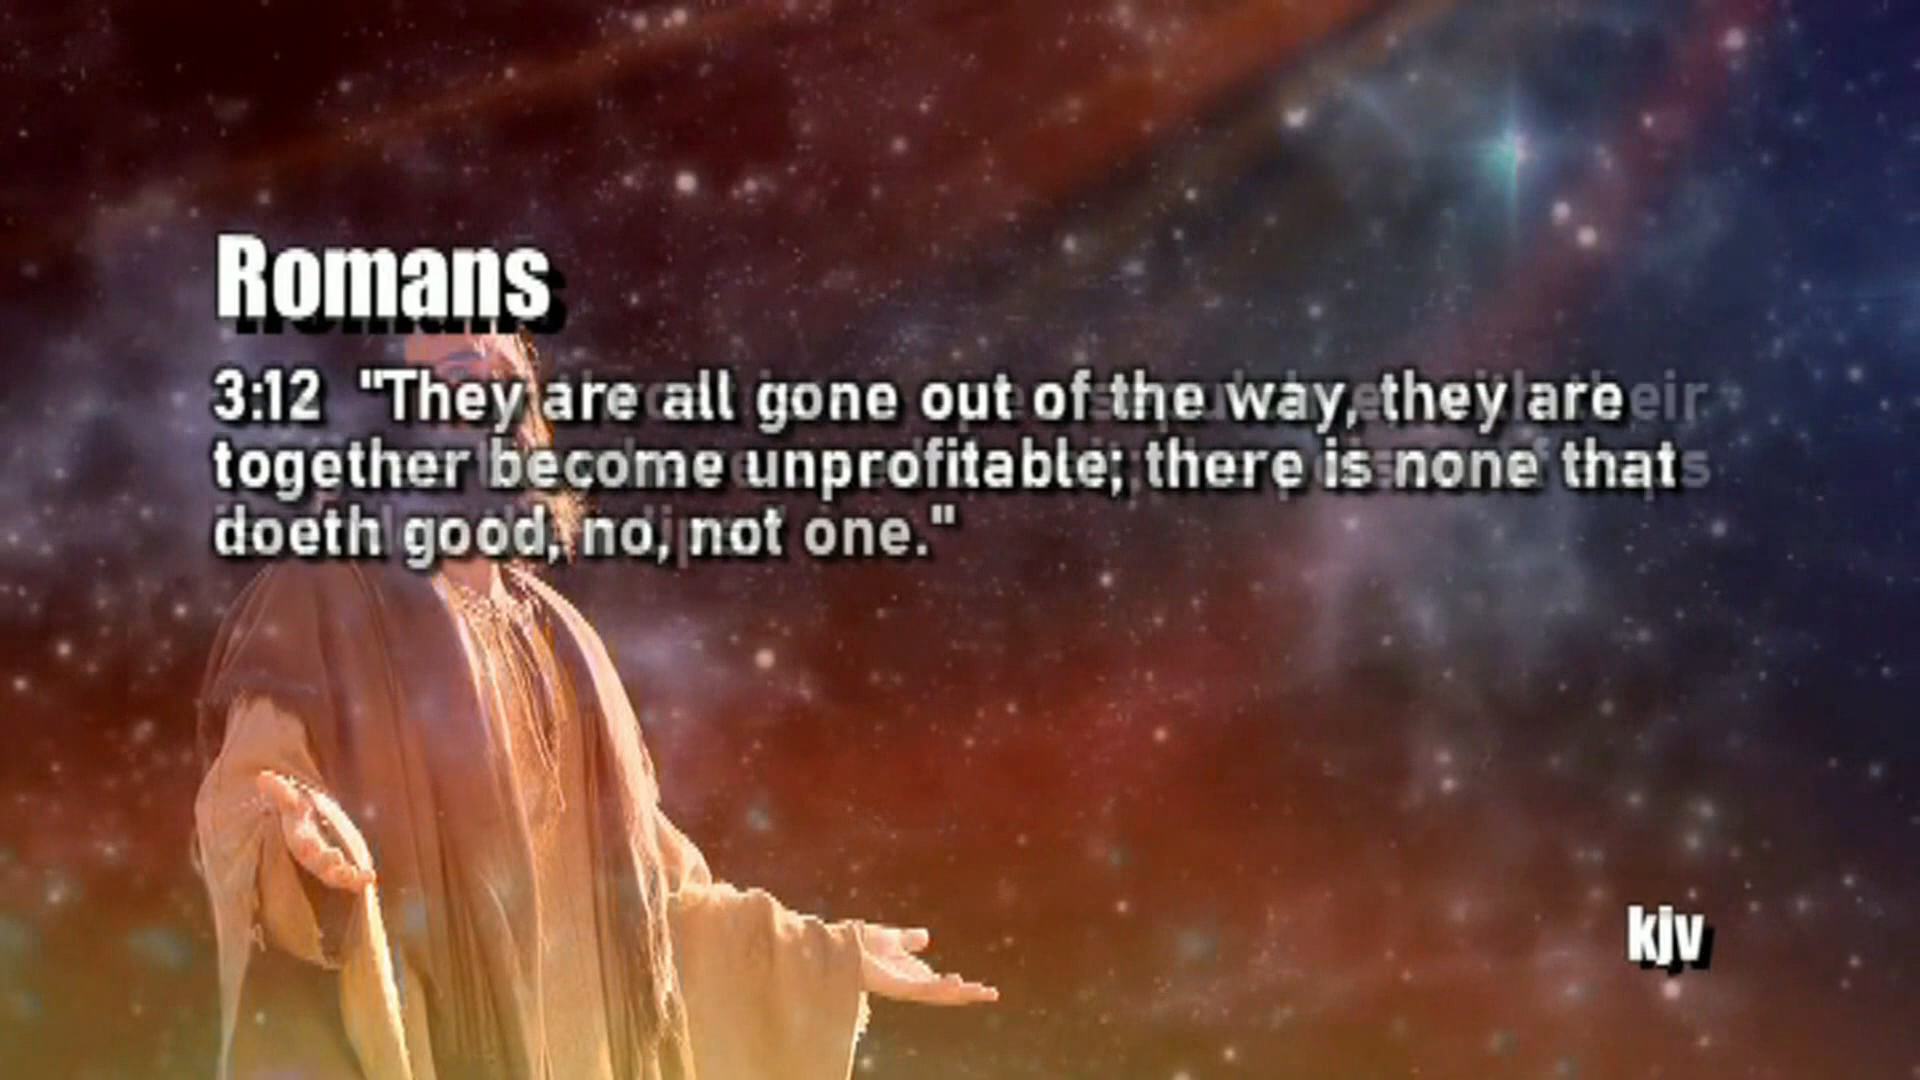 Romans
3:12 "They are all gone out of the way, they are
together become unprofitable; there is none that
doeth good, no, not one."
kjv